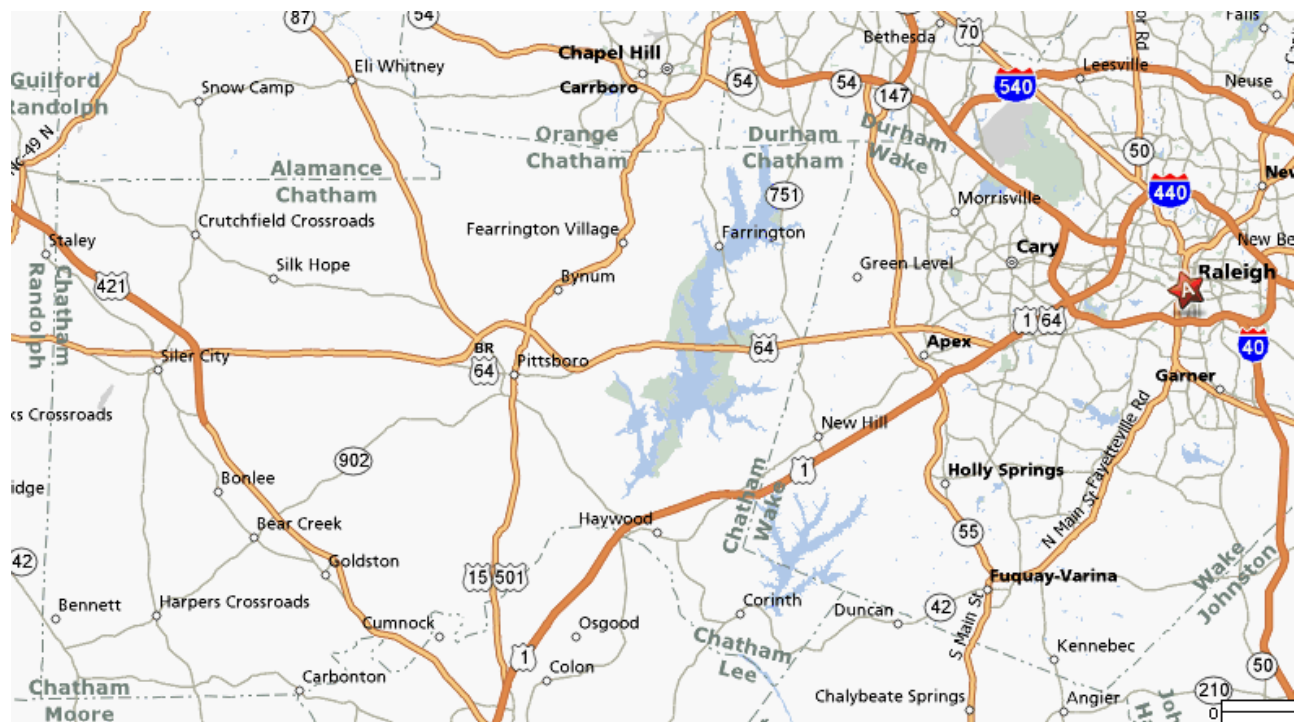 87
54
Chapel Hill
Bethesda
70
Falls
Eli Whitney
Guilford
Randolph
Snow Camp
Carrboro
54
54
147
540
Leesville
Neuse
NC-49 N
Orange
Chatham
Durham
Chatham
Durham
Wake
50
Alamance
Chatham
751
440
Morrisville
Crutchfield Crossroads
Staley
Fearrington Village
Farrington
Cary
New Be
Randolph
Chatham
Silk Hope
421
Bynum
Green Level
Raleigh
A
1
64
Siler City
BR
64
Pittsboro
64
Apex
40
Garner
ks Crossroads
New Hill
Fayetteville Rd
902
1
Holly Springs
idge
Bonlee
Bear Creek
Haywood
Chatham
Wake
N Main St
55
42
Goldston
15
501
Fuquay-Varina
Wake
Johnston
Bennett
Harpers Crossroads
Cumnock
Osgood
Corinth
Duncan
42
S Main St
Chatham
Lee
Kennebec
1
Colon
50
Chatham
Moore
Carbonton
Chalybeate Springs
Angier
210
0